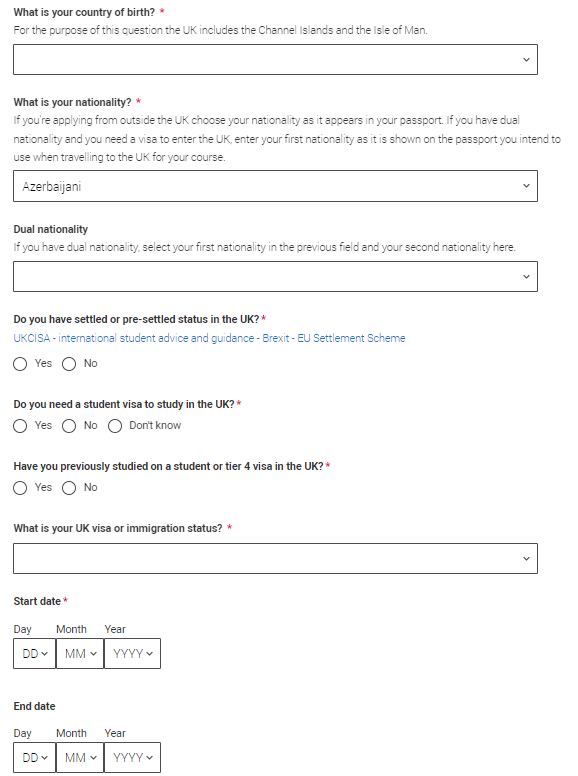 What is your country of birth? *
For the purpose of this question the UK includes the Channel Islands and the Isle of Man.
What is your nationality? *
If you're applying from outside the UK choose your nationality as it appears in your passport. If you have dual
nationality and you need a visa to enter the UK, enter your first nationality as it is shown on the passport you intend to
use when travelling to the UK for your course.
Azerbaijani
Dual nationality
If you have dual nationality, select your first nationality in the previous field and your second nationality here.
Do you have settled or pre-settled status in the UK? *
UKCISA - international student advice and guidance - Brexit - EU Settlement Scheme
Yes No
Do you need a student visa to study in the UK? *
Yes No Don't know
Have you previously studied on a student or tier 4 visa in the UK? *
Yes No
What is your UK visa or immigration status? *
Start date *
Day Month Year
DD MM YYYY
End date
Day Month Year
DD MM YYYY